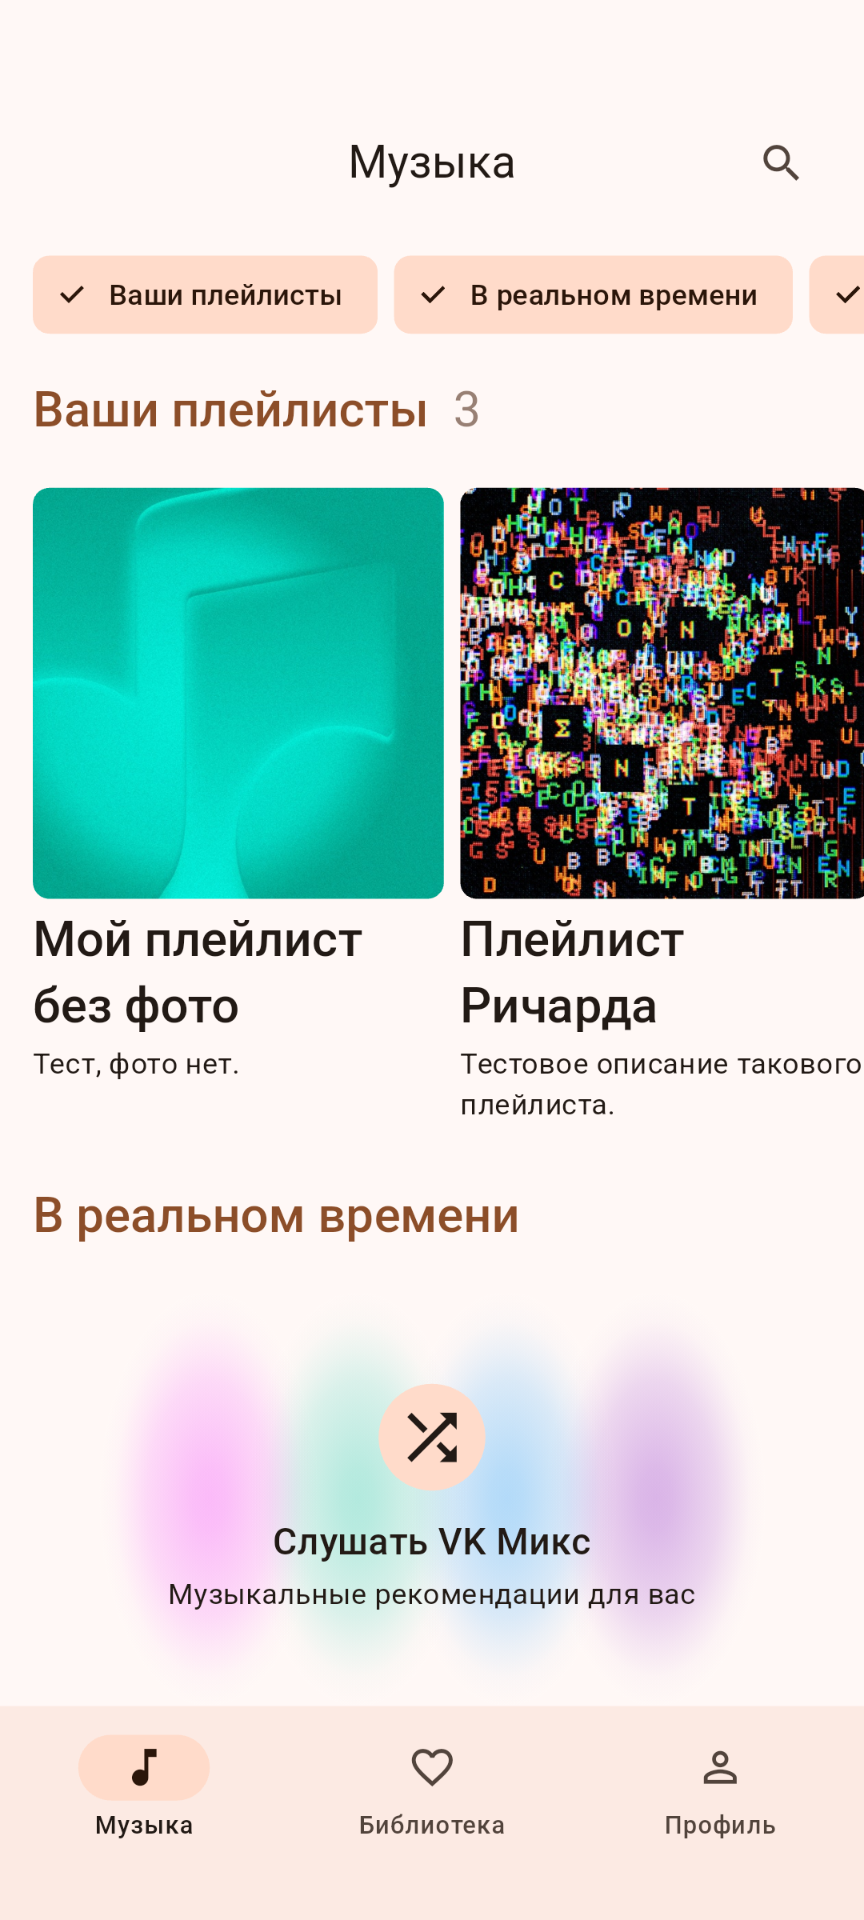 Музыка
Ваши плейлисты
В реальном времени
Ваши плейлисты 3
C
O N
T
Σ
N
T
Мой плейлист
без фото
Тест, фото нет.
Плейлист
Ричарда
Тестовое описание такового
плейлиста.
В реальном времени
Слушать VK Микс
Музыкальные рекомендации для вас
Музыка
Библиотека
Профиль